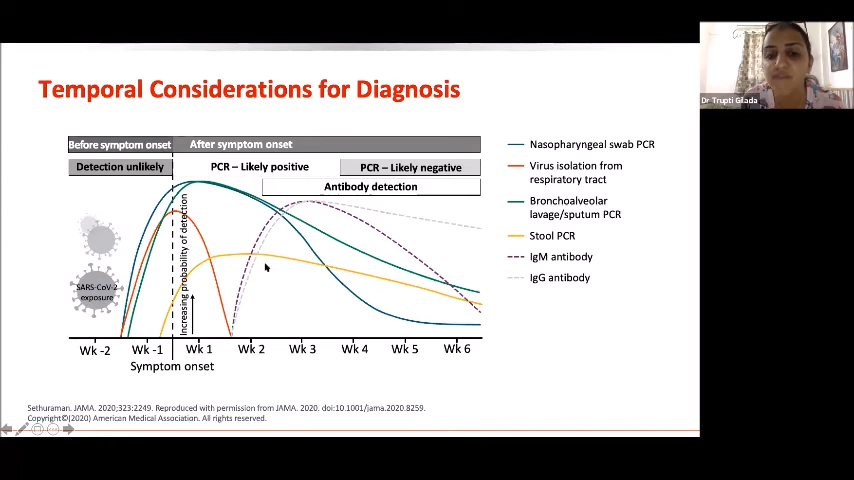 Dr Trupti Gilada
Temporal Considerations for Diagnosis
Before symptom onset
After symptom onset
Detection unlikely
PCR – Likely positive
PCR – Likely negative
Antibody detection
Increasing probability of detection
SARS-CoV-2
exposure
Wk -2
Wk -1
Wk 1
Wk 2
Wk 3
Wk 4
Wk 5
Wk 6
Symptom onset
Nasopharyngeal swab PCR
Virus isolation from
respiratory tract
Bronchoalveolar
lavage/sputum PCR
Stool PCR
IgM antibody
IgG antibody
Sethuraman. JAMA. 2020;323:2249. Reproduced with permission from JAMA. 2020. doi:10.1001/jama.2020.8259.
Copyright©(2020) American Medical Association. All rights reserved.